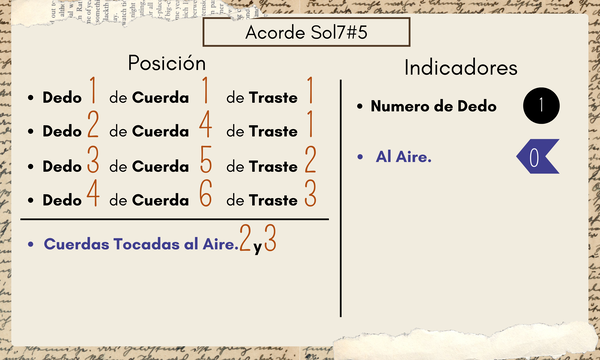 Acorde Sol7#5
Posición
• Dedo 1 de Cuerda 1 de Traste 1
• Dedo 2 de Cuerda 4 de Traste 1
• Dedo 3 de Cuerda 5 de Traste 2
• Dedo 4 de Cuerda 6 de Traste 3
• Cuerdas Tocadas al Aire. 2 y 3
Indicadores
• Numero de Dedo 1
• Al Aire. 0